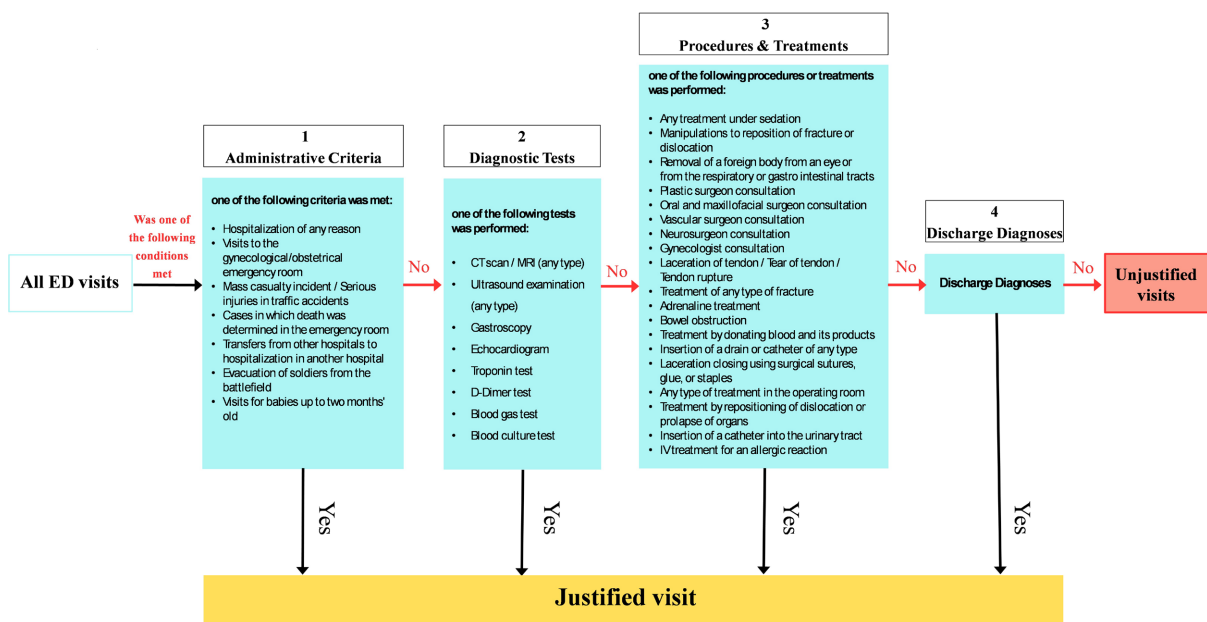 All ED visits
Was one of
the following
conditions
met
1
Administrative Criteria
one of the following criteria was met:
• Hospitalization of any reason
• Visits to the
gynecological/obstetrical
emergency room
• Mass casualty incident / Serious
injuries in traffic accidents
• Cases in which death was
determined in the emergency room
• Transfers from other hospitals to
hospitalization in another hospital
• Evacuation of soldiers from the
battlefield
• Visits for babies up to two months'
old
No
2
Diagnostic Tests
one of the following tests
was performed:
• CT scan / MRI (any type)
• Ultrasound examination
(any type)
• Gastroscopy
• Echocardiogram
• Troponin test
• D-Dimer test
• Blood gas test
• Blood culture test
No
3
Procedures & Treatments
one of the following procedures or treatments
was performed:
• Any treatment under sedation
• Manipulations to reposition of fracture or
dislocation
• Removal of a foreign body from an eye or
from the respiratory or gastro intestinal tracts
• Plastic surgeon consultation
• Oral and maxillofacial surgeon consultation
• Vascular surgeon consultation
• Neurosurgeon consultation
• Gynecologist consultation
• Laceration of tendon / Tear of tendon /
Tendon rupture
• Treatment of any type of fracture
• Adrenaline treatment
• Bowel obstruction
• Treatment by donating blood and its products
• Insertion of a drain or catheter of any type
• Laceration closing using surgical sutures,
glue, or staples
• Any type of treatment in the operating room
• Treatment by repositioning of dislocation or
prolapse of organs
• Insertion of a catheter into the urinary tract
• IV treatment for an allergic reaction
No
4
Discharge Diagnoses
Discharge Diagnoses
No
Unjustified
visits
Yes
Yes
Yes
Yes
Justified visit